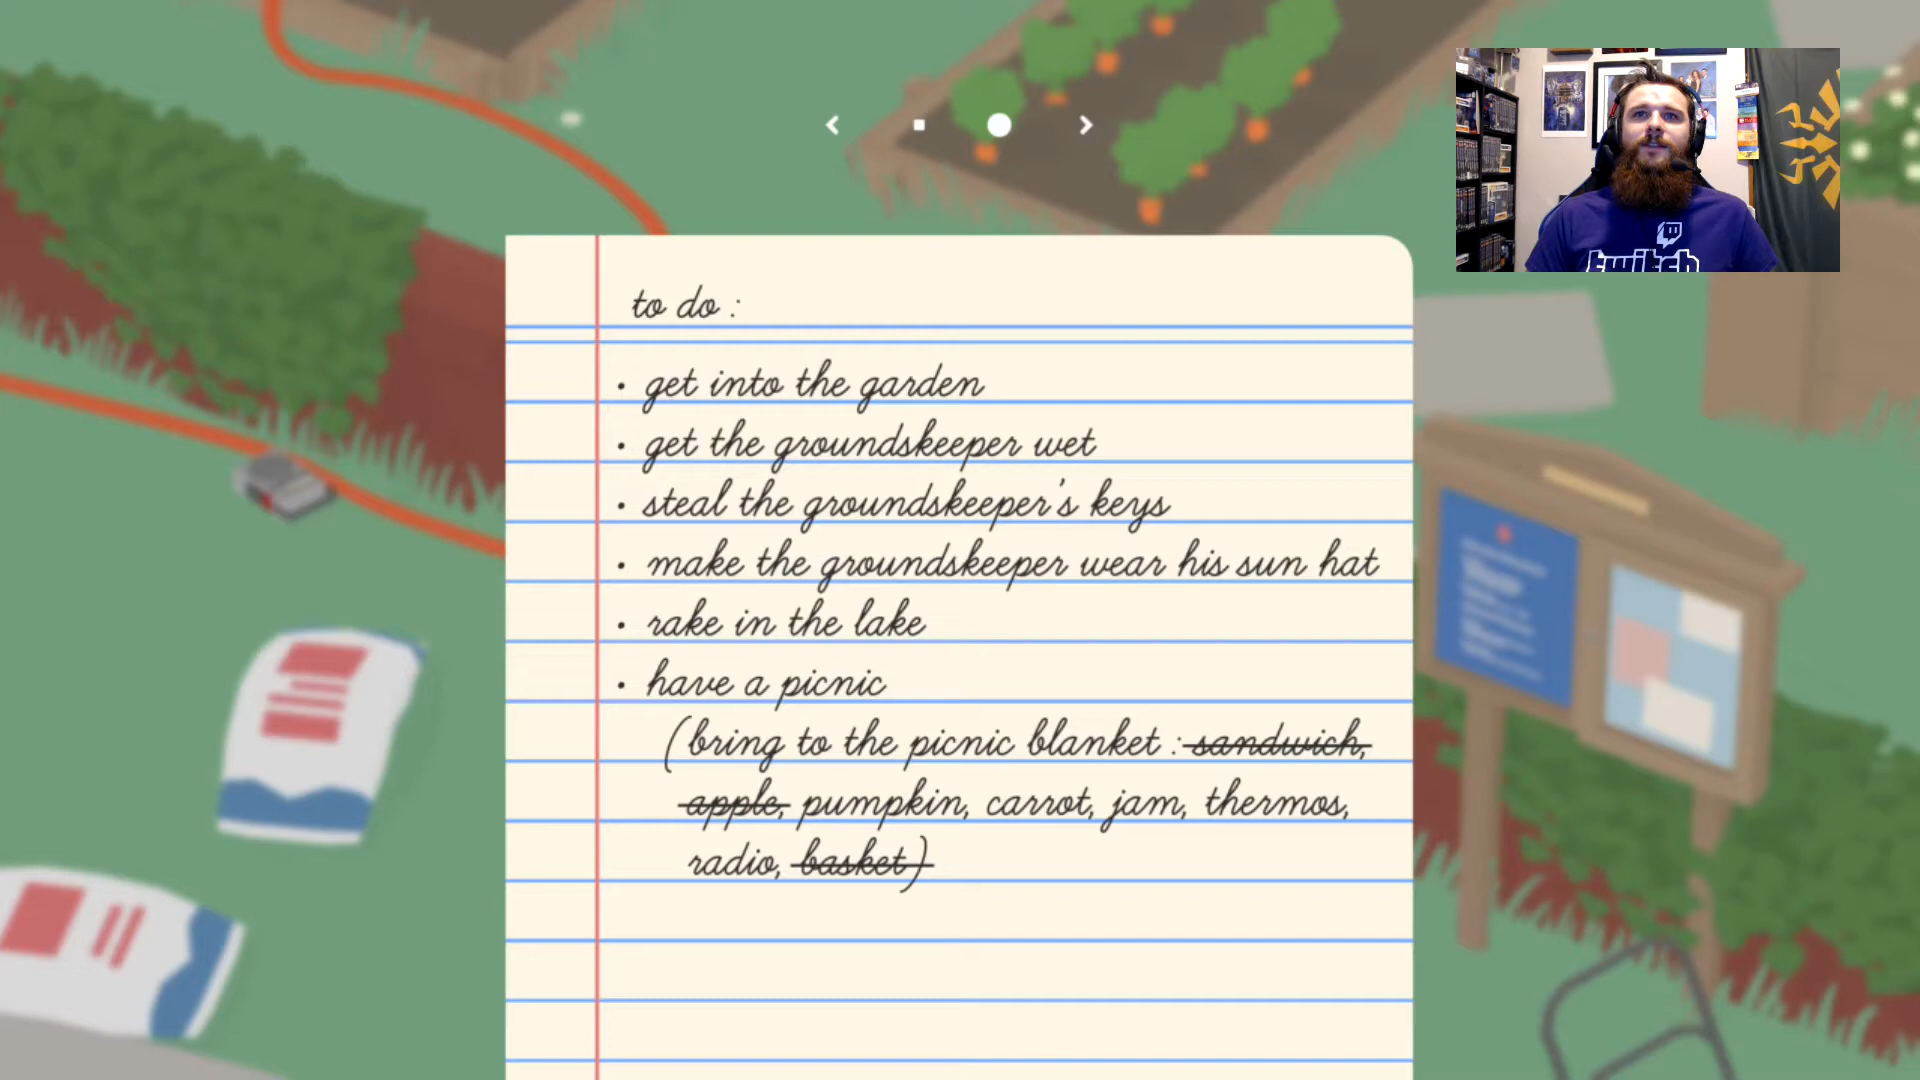 to do :
• get into the garden
• get the groundskeeper wet
• steal the groundskeeper's keys
• make the groundskeeper wear his sun hat
• rake in the lake
• have a picnic
(bring to the picnic blanket : sandwich,
apple, pumpkin, carrot, jam, thermos,
radio, basket)
twitch